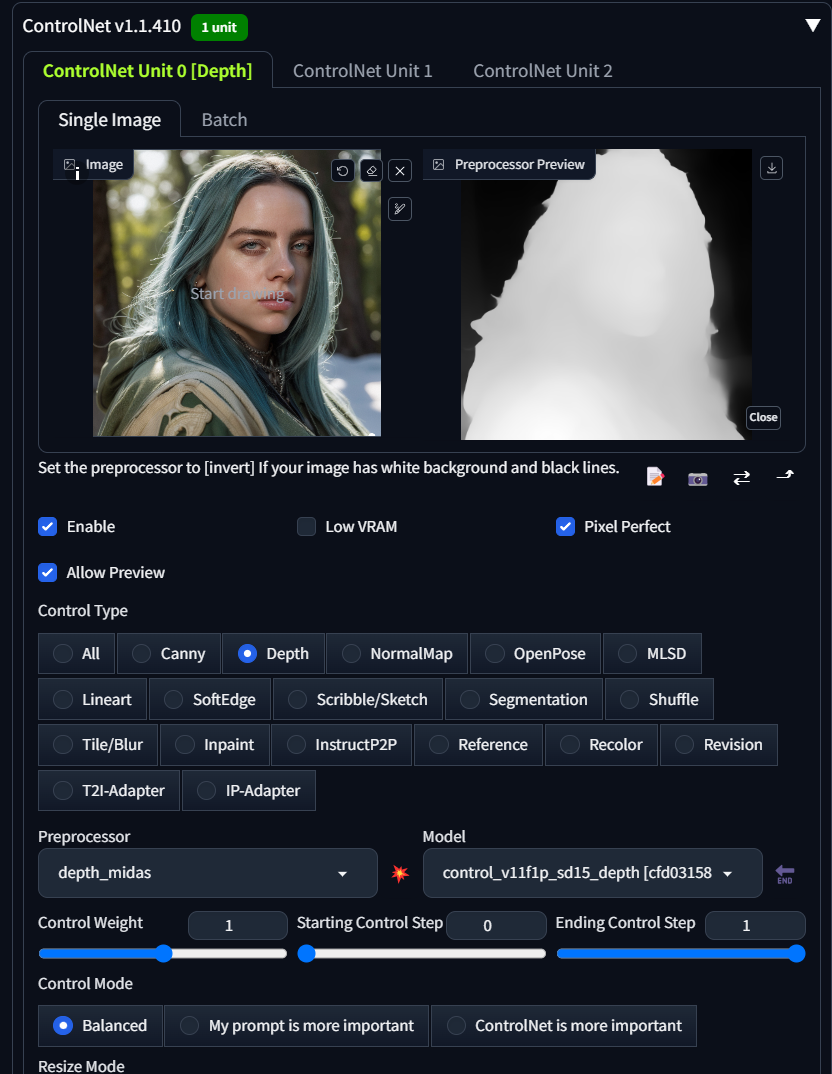 ControlNet v1.1.410 1 unit
ControlNet Unit 0 [Depth] ControlNet Unit 1 ControlNet Unit 2
Single Image Batch
Image Preprocessor Preview
Start drawing
Close
Set the preprocessor to [invert] If your image has white background and black lines.
Enable Low VRAM Pixel Perfect
Allow Preview
Control Type
All Canny Depth NormalMap OpenPose MLSD
Lineart SoftEdge Scribble/Sketch Segmentation Shuffle
Tile/Blur Inpaint InstructP2P Reference Recolor Revision
T2I-Adapter IP-Adapter
Preprocessor Model
depth_midas control_v11f1p_sd15_depth [cfd03158
END
Control Weight 1 Starting Control Step 0 Ending Control Step 1
Control Mode
Balanced My prompt is more important ControlNet is more important
Resize Mode